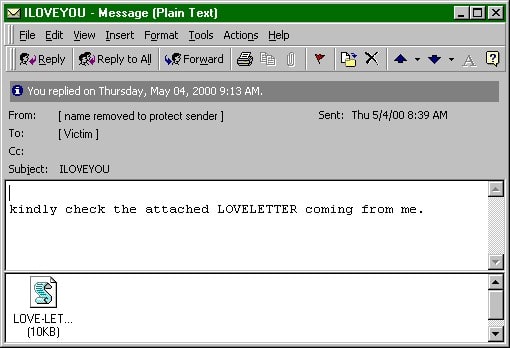 ILOVEYOU - Message (Plain Text)
File Edit View Insert Format Tools Actions Help
Reply Reply to All Forward
You replied on Thursday, May 04, 2000 9:13 AM.
From: [ name removed to protect sender ] Sent: Thu 5/4/00 8:39 AM
To: [ Victim ]
Cc:
Subject: ILOVEYOU
kindly check the attached LOVELETTER coming from me.
LOVE-LET...
(10KB)